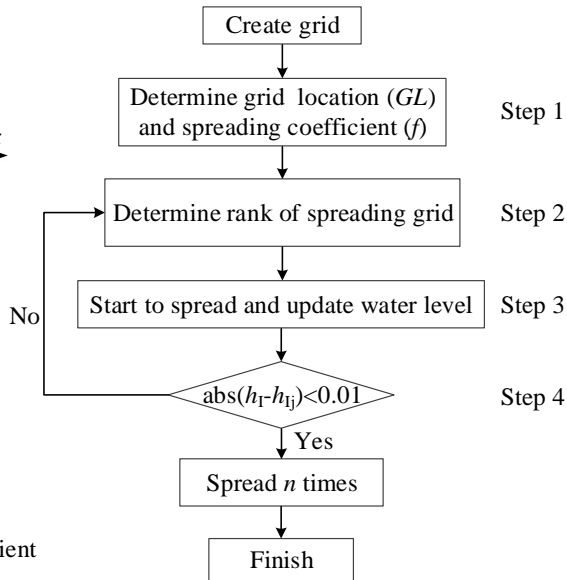 Create grid
Determine grid location (GL)
and spreading coefficient (f)
Step 1
Determine rank of spreading grid
Step 2
Start to spread and update water level
Step 3
No
abs(hI-hIj)<0.01
Step 4
Yes
Spread n times
ient
Finish